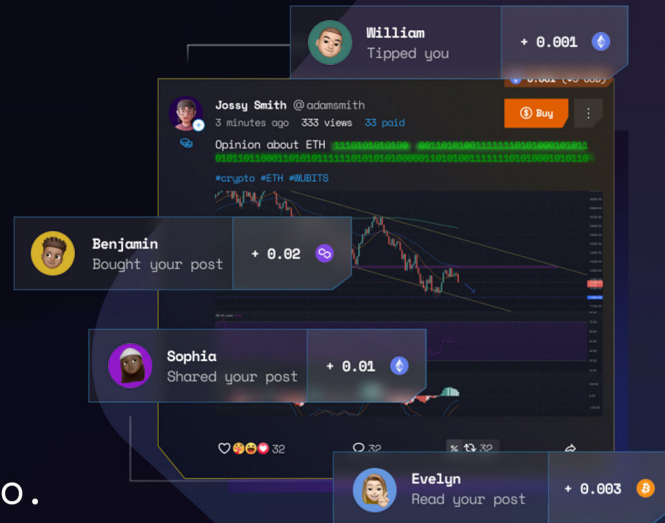 William
Tipped you
+ 0.001
Jossy Smith @adamsmith
3 minutes ago 333 views 33 paid
Buy
Opinion about ETH
#crypto #ETH #WUBITS
Benjamin
Bought your post
+ 0.02
Sophia
Shared your post
+ 0.01
32
32
32
Evelyn
Read your post
+ 0.003
o.